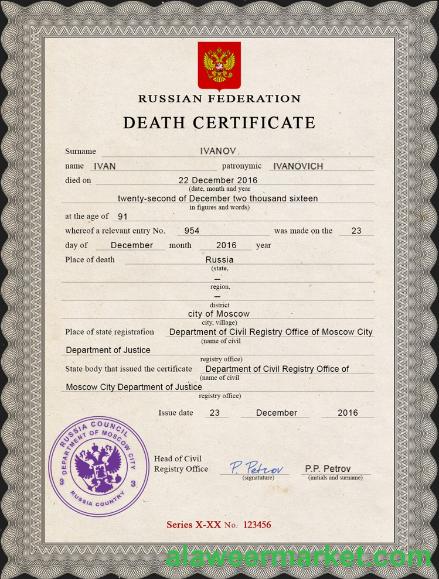 RUSSIAN FEDERATION
DEATH CERTIFICATE
Surname IVANOV
name IVAN patronymic IVANOVICH
died on 22 December 2016
(date, month and year
twenty-second of December two thousand sixteen
in figures and words)
at the age of 91
whereof a relevant entry No. 954 was made on the 23
day of December month 2016 year
Place of death Russia
(state,
–
region,
–
district
city of Moscow
city, village)
Place of state registration Department of Civil Registry Office of Moscow City
(name of civil
Department of Justice
registry office)
State body that issued the certificate Department of Civil Registry Office of
(name of civil
Moscow City Department of Justice
registry office)
Issue date 23 December 2016
RUSSIA COUNCIL
DEPARTMENT OF MOSCOW CITY
3 3
RUSSIA COUNTRY
Head of Civil
Registry Office P. Petrov P.P. Petrov
(signature) (initials and surname)
Series X-XX No. 123456
alaweermarket.com